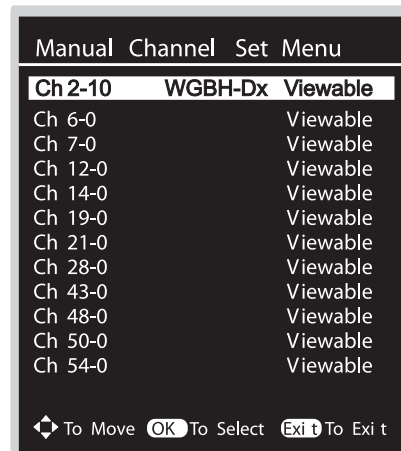 Manual Channel Set Menu
Ch 2-10 WGBH-Dx Viewable
Ch 6-0 Viewable
Ch 7-0 Viewable
Ch 12-0 Viewable
Ch 14-0 Viewable
Ch 19-0 Viewable
Ch 21-0 Viewable
Ch 28-0 Viewable
Ch 43-0 Viewable
Ch 48-0 Viewable
Ch 50-0 Viewable
Ch 54-0 Viewable
To Move OK To Select Exi t To Exi t